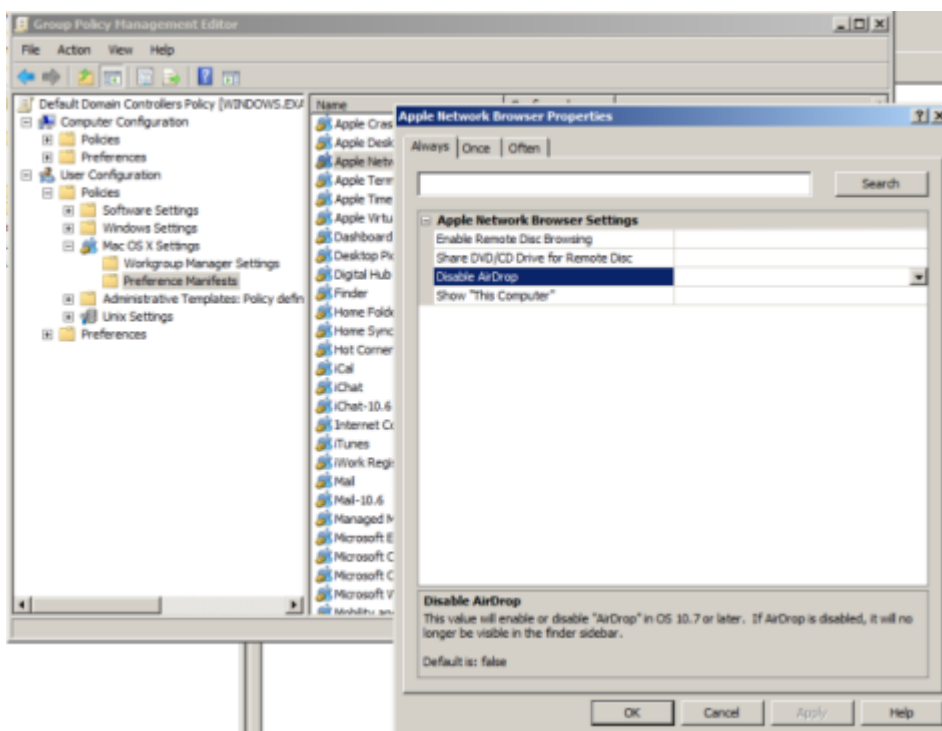 Group Policy Management Editor
File Action View Help
Default Domain Controllers Policy [WINDOWS.EXA
Computer Configuration
Policies
Preferences
User Configuration
Policies
Software Settings
Windows Settings
Mac OS X Settings
Workgroup Manager Settings
Preference Manifests
Administrative Templates: Policy defin
Unix Settings
Preferences
Name
Apple Cras
Apple Desk
Apple Netw
Apple Term
Apple Time
Apple Virtu
Dashboard
Desktop Pic
Digital Hub
Finder
Home Folde
Home Sync
Hot Corner
iCal
iChat
iChat-10.6
Internet Co
iTunes
iWork Regis
Mail
Mail-10.6
Managed M
Microsoft E
Microsoft C
Microsoft C
Microsoft V
Mobility an
Apple Network Browser Properties
Always Once Often
Search
Apple Network Browser Settings
Enable Remote Disc Browsing
Share DVD/CD Drive for Remote Disc
Disable AirDrop
Show "This Computer"
Disable AirDrop
This value will enable or disable "AirDrop" in OS 10.7 or later. If AirDrop is disabled, it will no
longer be visible in the finder sidebar.
Default is: false
OK Cancel Apply Help